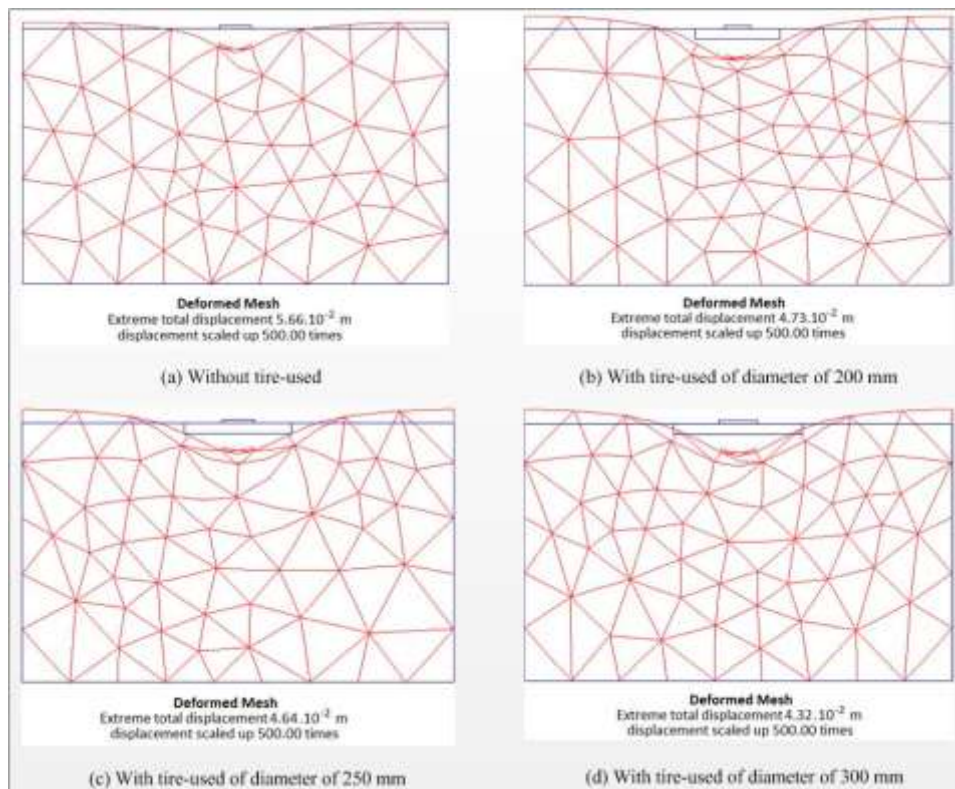 Deformed Mesh
Extreme total displacement 5.66.10⁻² m
displacement scaled up 500.00 times
(a) Without tire-used
Deformed Mesh
Extreme total displacement 4.73.10⁻² m
displacement scaled up 500.00 times
(b) With tire-used of diameter of 200 mm
Deformed Mesh
Extreme total displacement 4.64.10⁻² m
displacement scaled up 500.00 times
(c) With tire-used of diameter of 250 mm
Deformed Mesh
Extreme total displacement 4.32.10⁻² m
displacement scaled up 500.00 times
(d) With tire-used of diameter of 300 mm